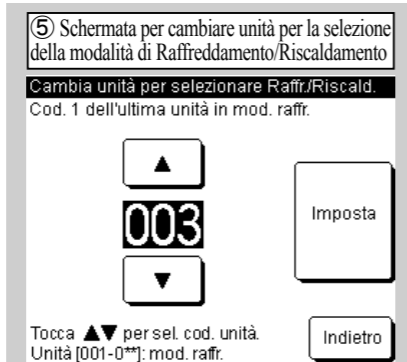 ⑤ Schermata per cambiare unità per la selezione
della modalità di Raffreddamento/Riscaldamento
Cambia unità per selezionare Raffr./Riscald.
Cod. 1 dell'ultima unità in mod. raffr.
▲
003
Imposta
▼
Tocca ▲▼ per sel. cod. unità.
Unità [001-0**]: mod. raffr.
Indietro